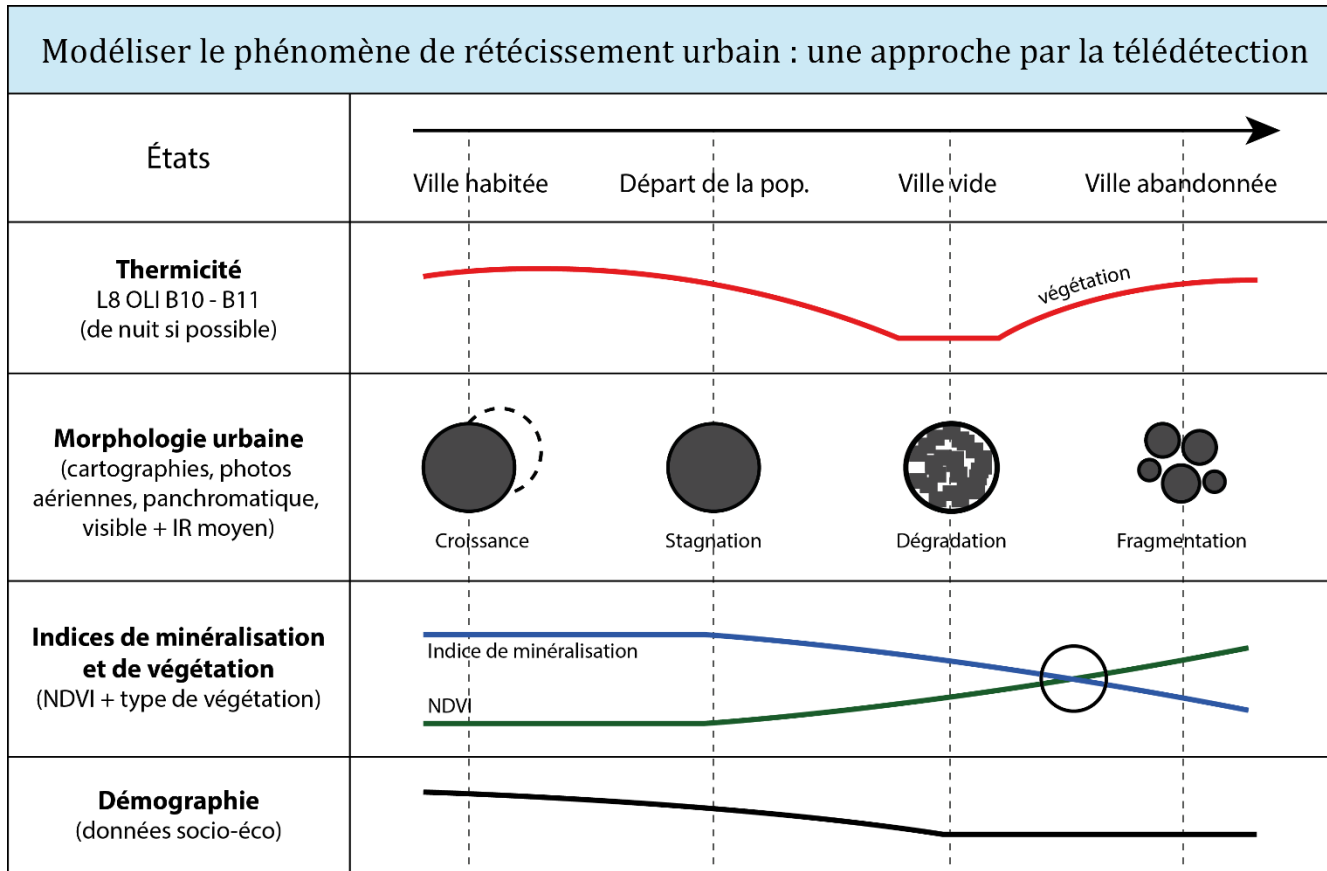 Modéliser le phénomène de rétécissement urbain : une approche par la télédétection
États
Ville habitée
Départ de la pop.
Ville vide
Ville abandonnée
Thermicité
L8 OLI B10 - B11
(de nuit si possible)
végétation
Morphologie urbaine
(cartographies, photos
aériennes, panchromatique,
visible + IR moyen)
Croissance
Stagnation
Dégradation
Fragmentation
Indices de minéralisation
et de végétation
(NDVI + type de végétation)
Indice de minéralisation
NDVI
Démographie
(données socio-éco)